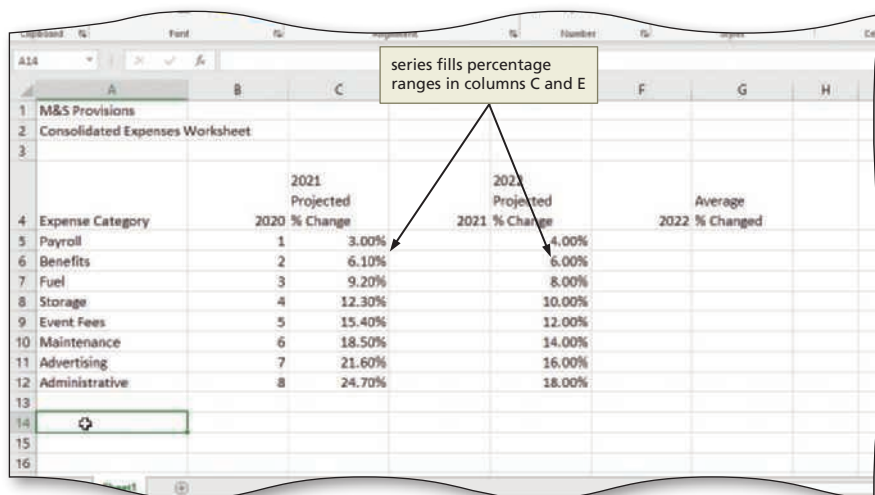 Clipboard Font Alignment Number Styles
A14
series fills percentage
ranges in columns C and E
A B C F G H
1 M&S Provisions
2 Consolidated Expenses Worksheet
3
2021 2022
Projected Projected Average
4 Expense Category 2020 % Change 2021 % Change 2022 % Changed
5 Payroll 1 3.00% 4.00%
6 Benefits 2 6.10% 6.00%
7 Fuel 3 9.20% 8.00%
8 Storage 4 12.30% 10.00%
9 Event Fees 5 15.40% 12.00%
10 Maintenance 6 18.50% 14.00%
11 Advertising 7 21.60% 16.00%
12 Administrative 8 24.70% 18.00%
13
14
15
16
Sheet1